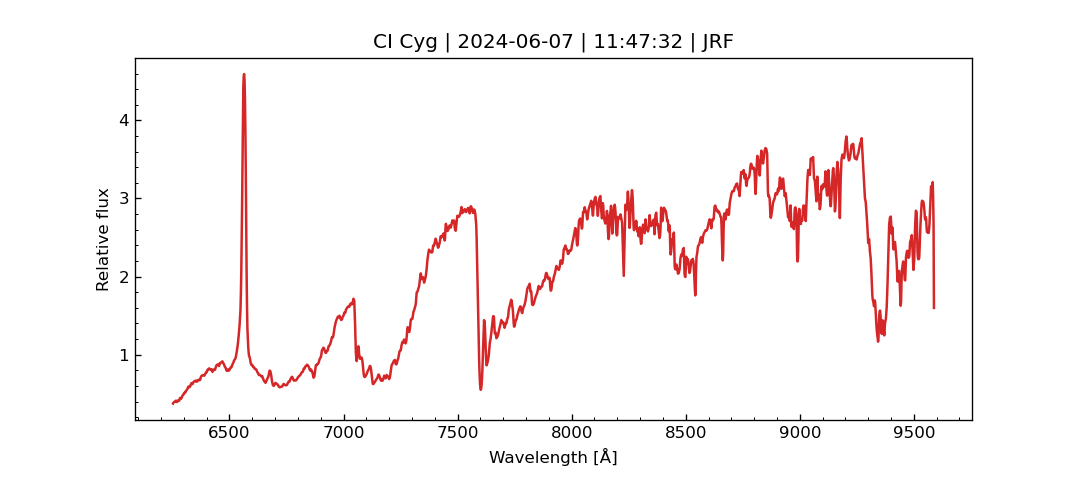 CI Cyg | 2024-06-07 | 11:47:32 | JRF
4
3
2
1
Relative flux
6500 7000 7500 8000 8500 9000 9500
Wavelength [Å]